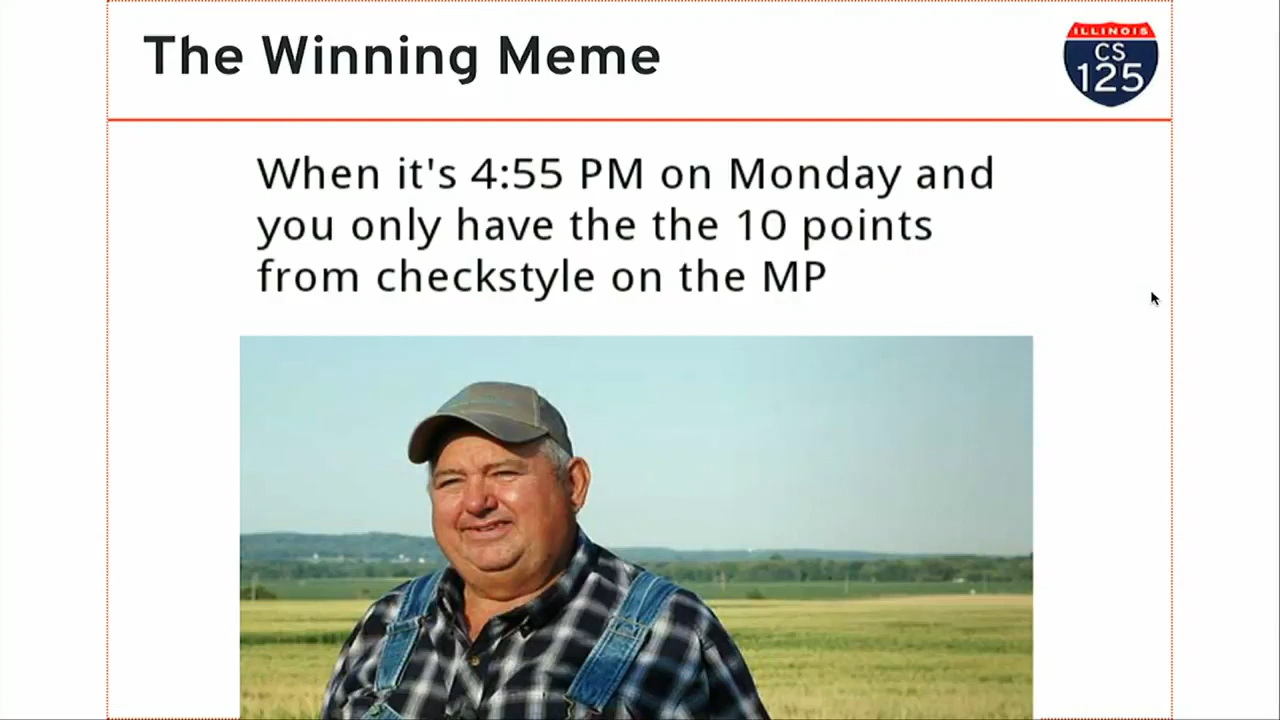 The Winning Meme
ILLINOIS
CS
125
When it's 4:55 PM on Monday and
you only have the the 10 points
from checkstyle on the MP